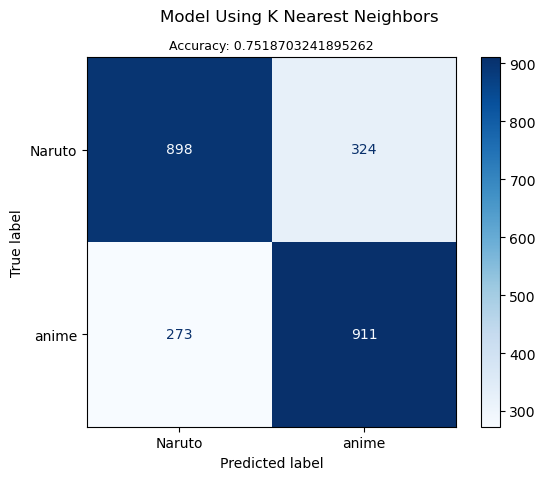 Model Using K Nearest Neighbors
Accuracy: 0.7518703241895262
True label
Naruto
898
324
anime
273
911
Naruto
anime
Predicted label
900
800
700
600
500
400
300